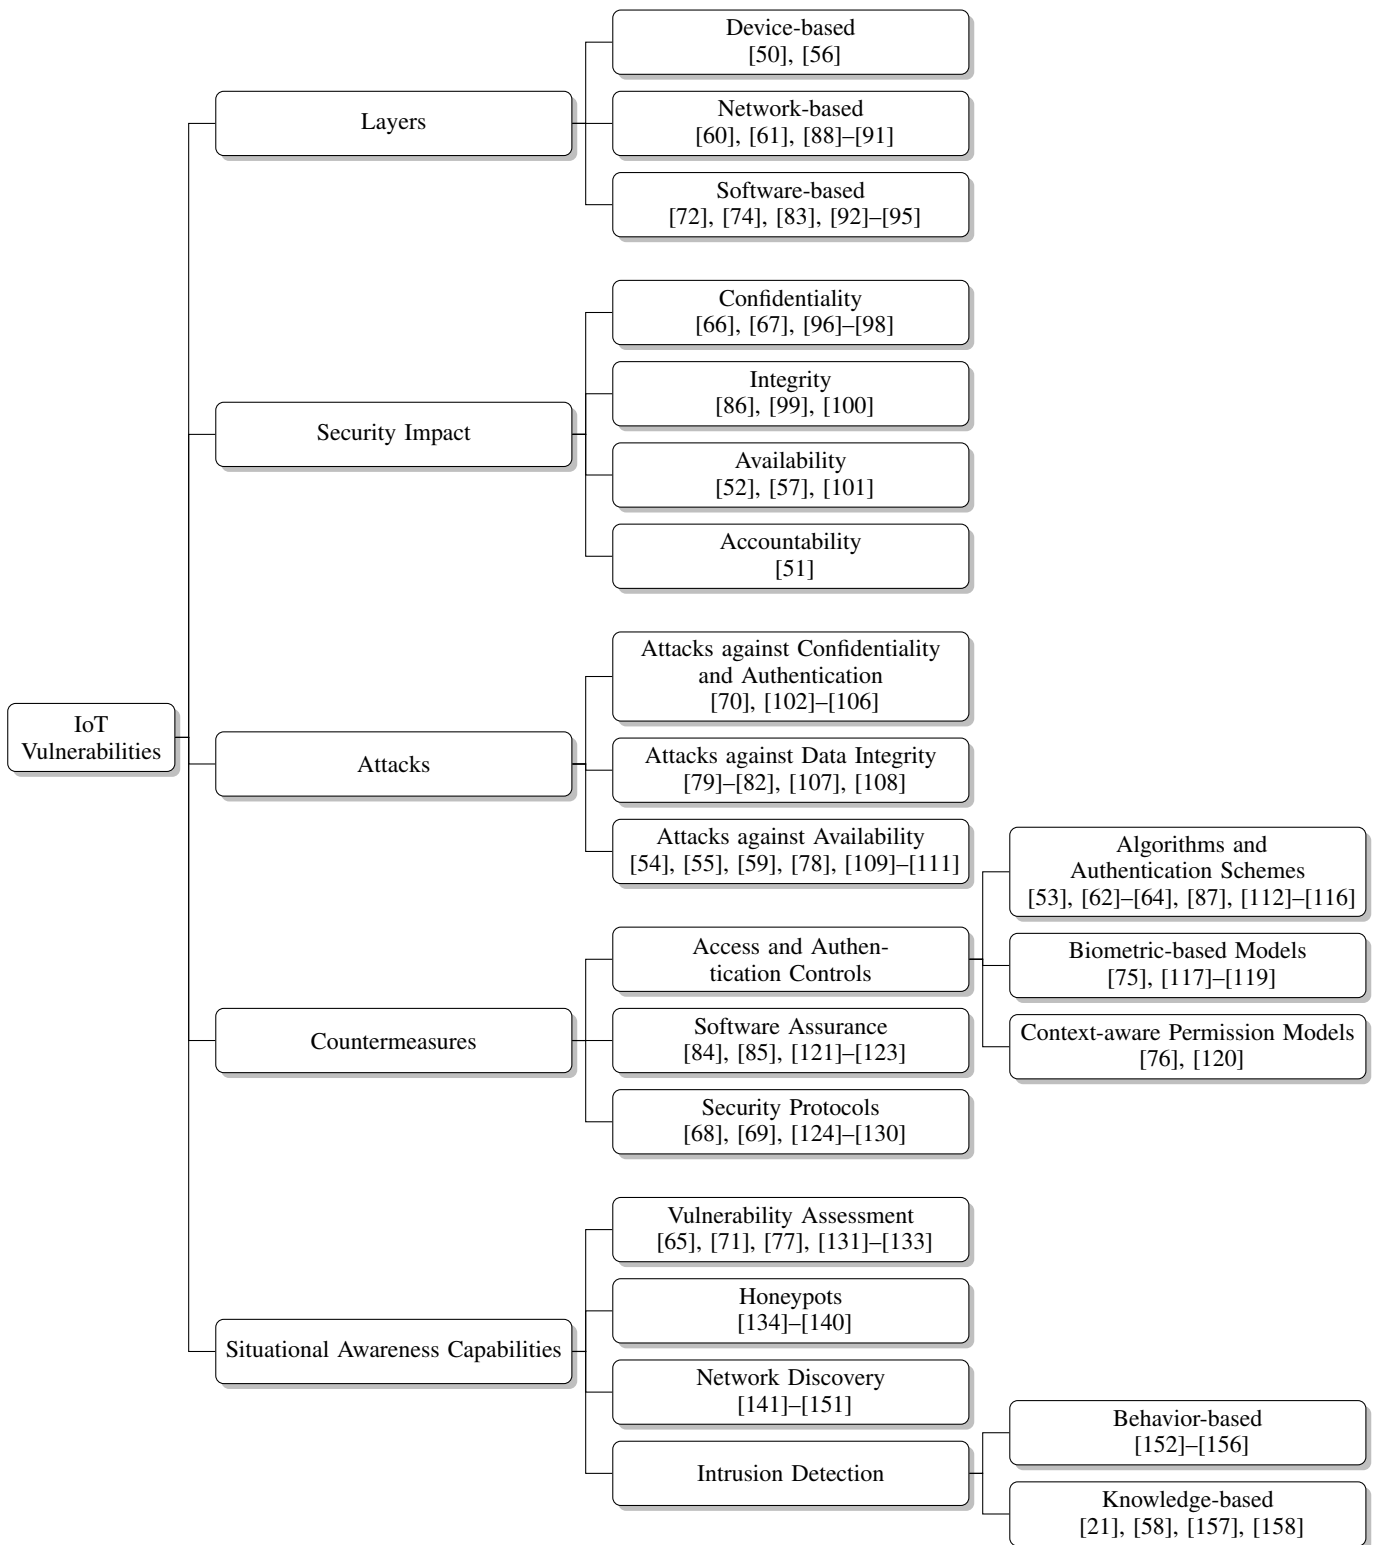 IoT
Vulnerabilities
Layers
Device-based
[50], [56]
Network-based
[60], [61], [88]–[91]
Software-based
[72], [74], [83], [92]–[95]
Security Impact
Confidentiality
[66], [67], [96]–[98]
Integrity
[86], [99], [100]
Availability
[52], [57], [101]
Accountability
[51]
Attacks
Attacks against Confidentiality
and Authentication
[70], [102]–[106]
Attacks against Data Integrity
[79]–[82], [107], [108]
Attacks against Availability
[54], [55], [59], [78], [109]–[111]
Countermeasures
Access and Authen-
tication Controls
Algorithms and
Authentication Schemes
[53], [62]–[64], [87], [112]–[116]
Biometric-based Models
[75], [117]–[119]
Context-aware Permission Models
[76], [120]
Software Assurance
[84], [85], [121]–[123]
Security Protocols
[68], [69], [124]–[130]
Situational Awareness Capabilities
Vulnerability Assessment
[65], [71], [77], [131]–[133]
Honeypots
[134]–[140]
Network Discovery
[141]–[151]
Intrusion Detection
Behavior-based
[152]–[156]
Knowledge-based
[21], [58], [157], [158]